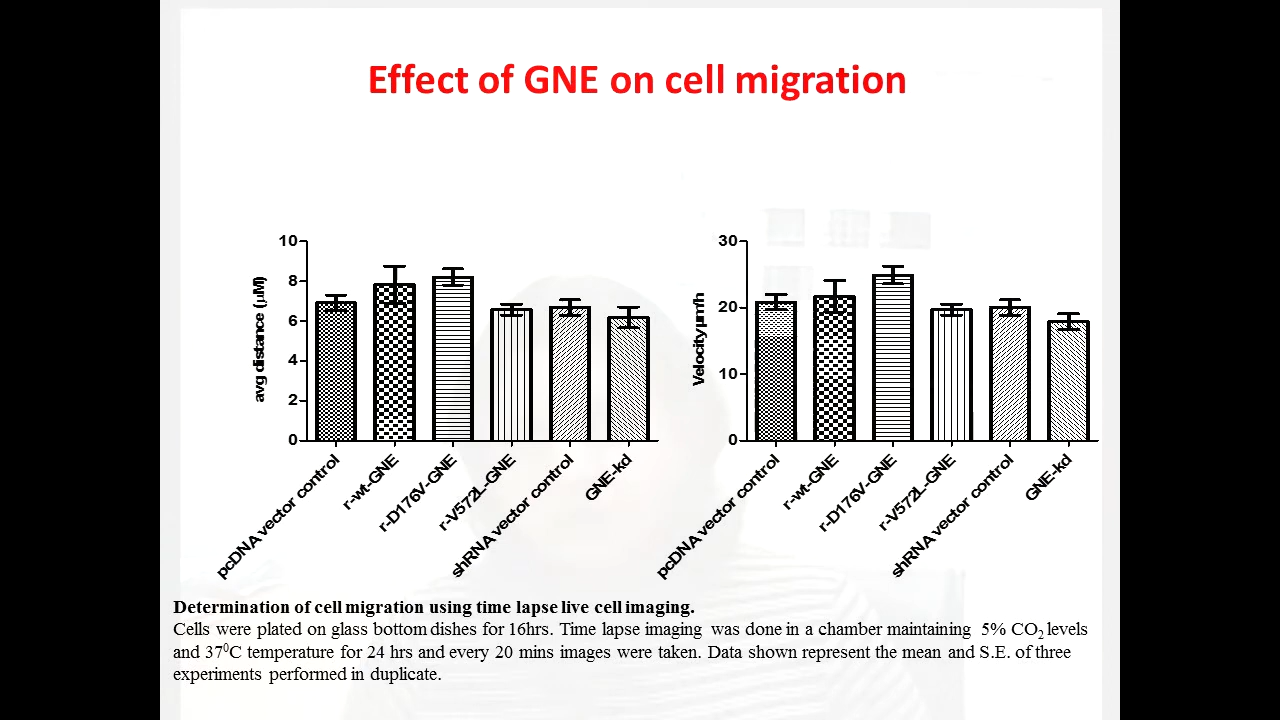 Effect of GNE on cell migration
10
8
6
4
2
0
avg distance (µM)
pcDNA vector control
r-wt-GNE
r-D176V-GNE
r-V572L-GNE
shRNA vector control
GNE-kd
30
20
10
0
Velocity µm/h
pcDNA vector control
r-wt-GNE
r-D176V-GNE
r-V572L-GNE
shRNA vector control
GNE-kd
Determination of cell migration using time lapse live cell imaging.
Cells were plated on glass bottom dishes for 16hrs. Time lapse imaging was done in a chamber maintaining 5% CO₂ levels
and 37⁰C temperature for 24 hrs and every 20 mins images were taken. Data shown represent the mean and S.E. of three
experiments performed in duplicate.